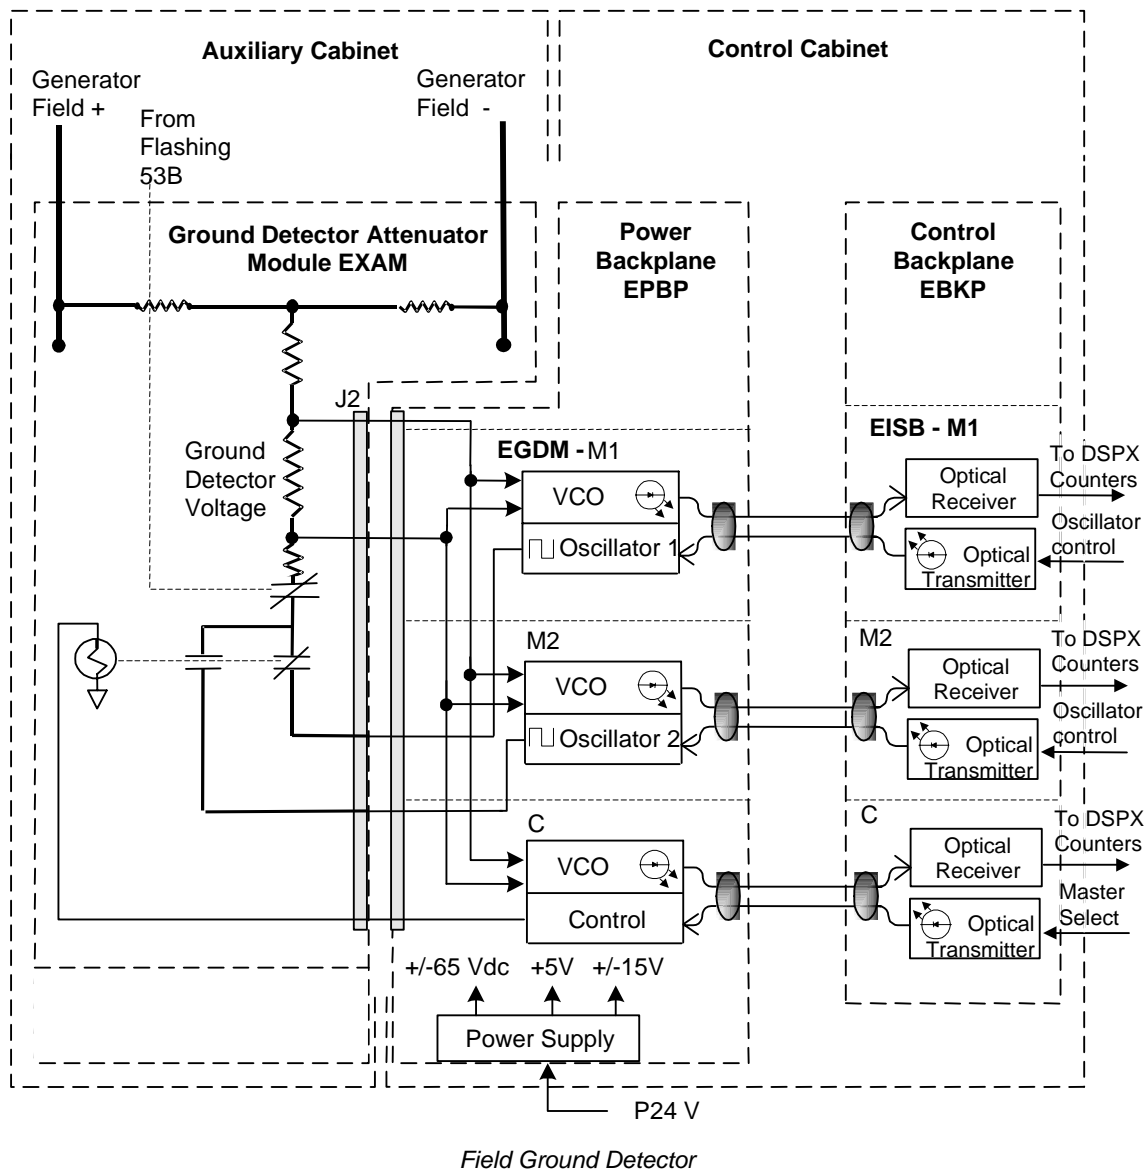 Auxiliary Cabinet
Control Cabinet
Generator
Field +
Generator
Field -
From
Flashing
53B
Ground Detector Attenuator
Module EXAM
Power
Backplane
EPBP
Control
Backplane
EBKP
J2
Ground
Detector
Voltage
EGDM - M1
VCO
Oscillator 1
EISB - M1
Optical
Receiver
To DSPX
Counters
Optical
Transmitter
Oscillator
control
M2
VCO
Oscillator 2
M2
Optical
Receiver
To DSPX
Counters
Optical
Transmitter
Oscillator
control
C
VCO
Control
C
Optical
Receiver
To DSPX
Counters
Optical
Transmitter
Master
Select
+/-65 Vdc +5V +/-15V
Power Supply
P24 V
Field Ground Detector